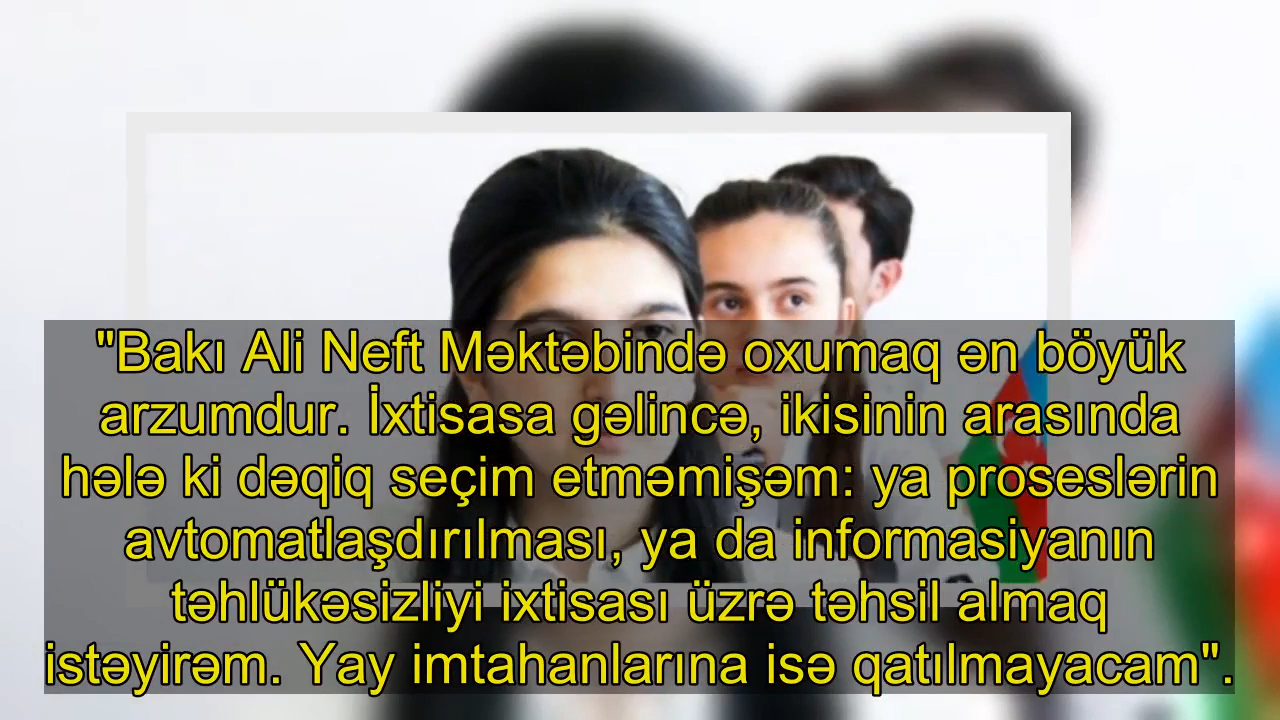 "Bakı Ali Neft Məktəbində oxumaq ən böyük
arzumdur. İxtisasa gəlincə, ikisinin arasında
hələ ki dəqiq seçim etməmişəm: ya proseslərin
avtomatlaşdırılması, ya da informasiyanın
təhlükəsizliyi ixtisası üzrə təhsil almaq
istəyirəm. Yay imtahanlarına isə qatılmayacam".